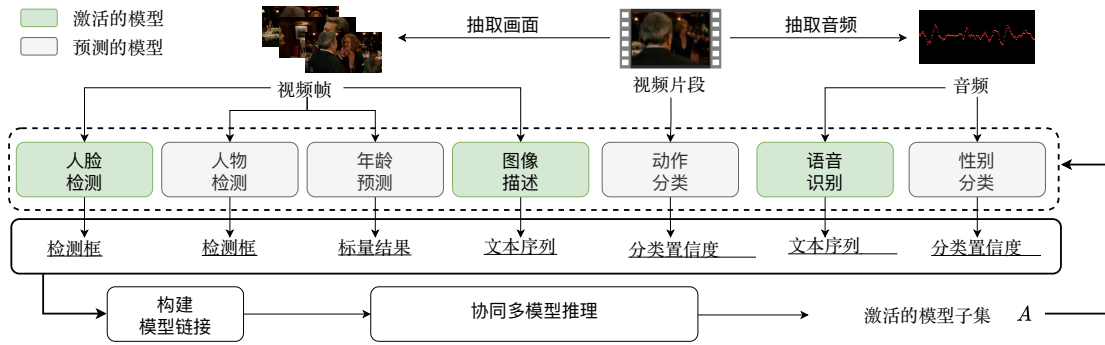 激活的模型
预测的模型
抽取画面
抽取音频
视频帧
视频片段
音频
人脸
检测
人物
检测
年龄
预测
图像
描述
动作
分类
语音
识别
性别
分类
检测框
检测框
标量结果
文本序列
分类置信度
文本序列
分类置信度
构建
模型链接
协同多模型推理
激活的模型子集 A